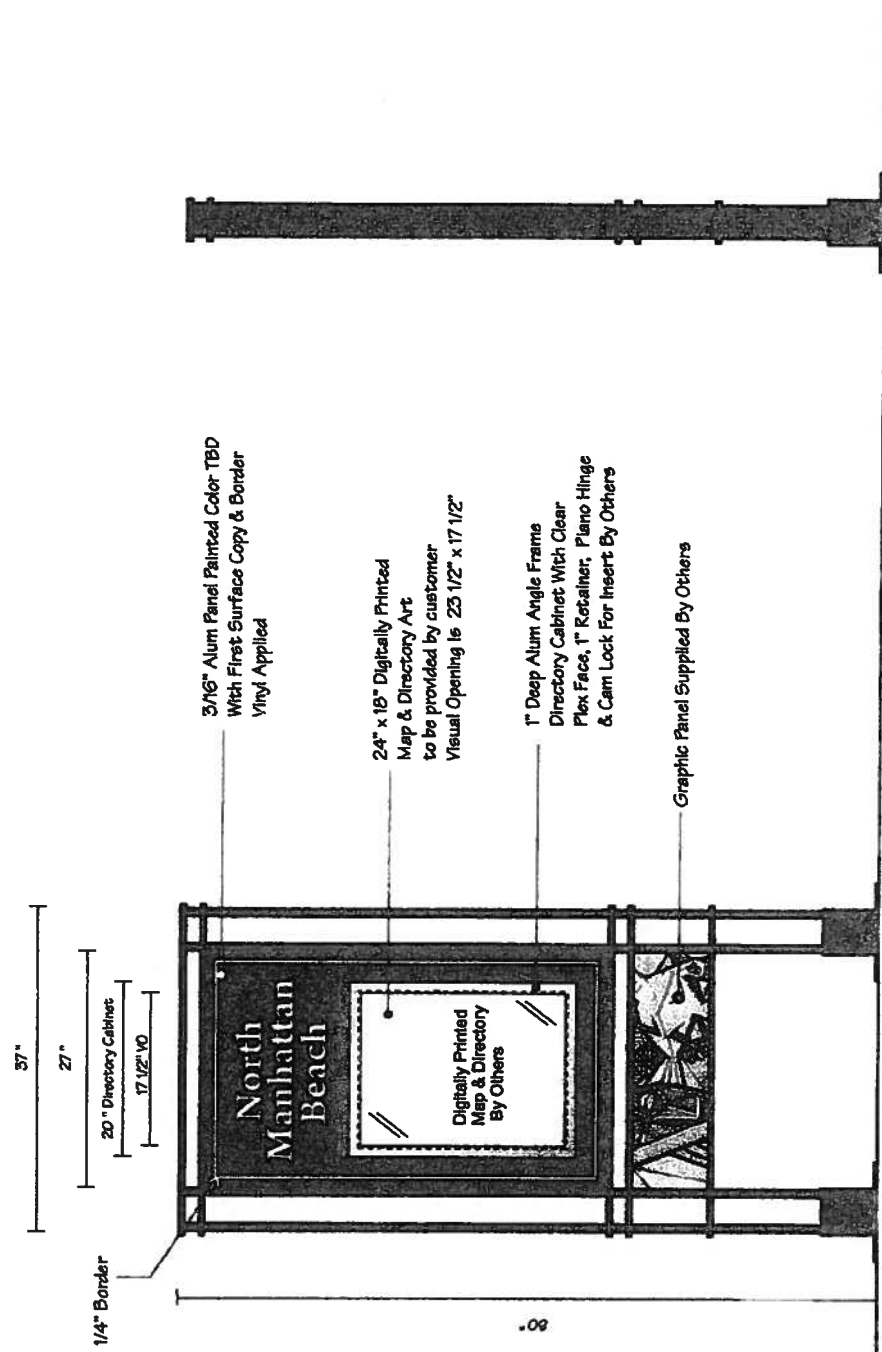 37"
27"
20" Directory Cabinet
17 1/2" VO
1/4" Border
80"
North
Manhattan
Beach
Digitally Printed
Map & Directory
By Others
3/16" Alum Panel Painted Color TBD
With First Surface Copy & Border
Vinyl Applied
24" x 18" Digitally Printed
Map & Directory Art
to be provided by customer
Visual Opening Is 23 1/2" x 17 1/2"
1" Deep Alum Angle Frame
Directory Cabinet With Clear
Plex Face, 1" Retainer, Piano Hinge
& Cam Lock For Insert By Others
Graphic Panel Supplied By Others